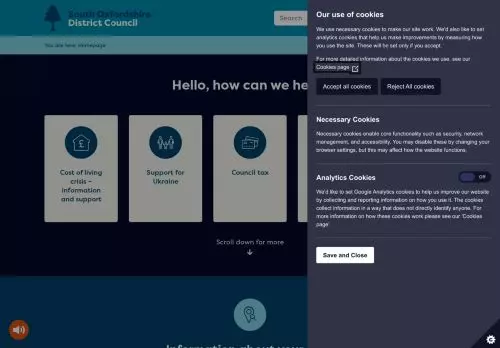 South Oxfordshire
District Council
Search
You are here: Homepage
Hello, how can we he
Cost of living
crisis –
information
and support
Support for
Ukraine
Council tax
Scroll down for more
Information about your
Our use of cookies
We use necessary cookies to make our site work. We'd also like to set
analytics cookies that help us make improvements by measuring how
you use the site. These will be set only if you accept.
For more detailed information about the cookies we use, see our
Cookies page
Accept all cookies
Reject All cookies
Necessary Cookies
Necessary cookies enable core functionality such as security, network
management, and accessibility. You may disable these by changing your
browser settings, but this may affect how the website functions.
Analytics Cookies
Off
We'd like to set Google Analytics cookies to help us improve our website
by collecting and reporting information on how you use it. The cookies
collect information in a way that does not directly identify anyone. For
more information on how these cookies work please see our 'Cookies
page'
Save and Close